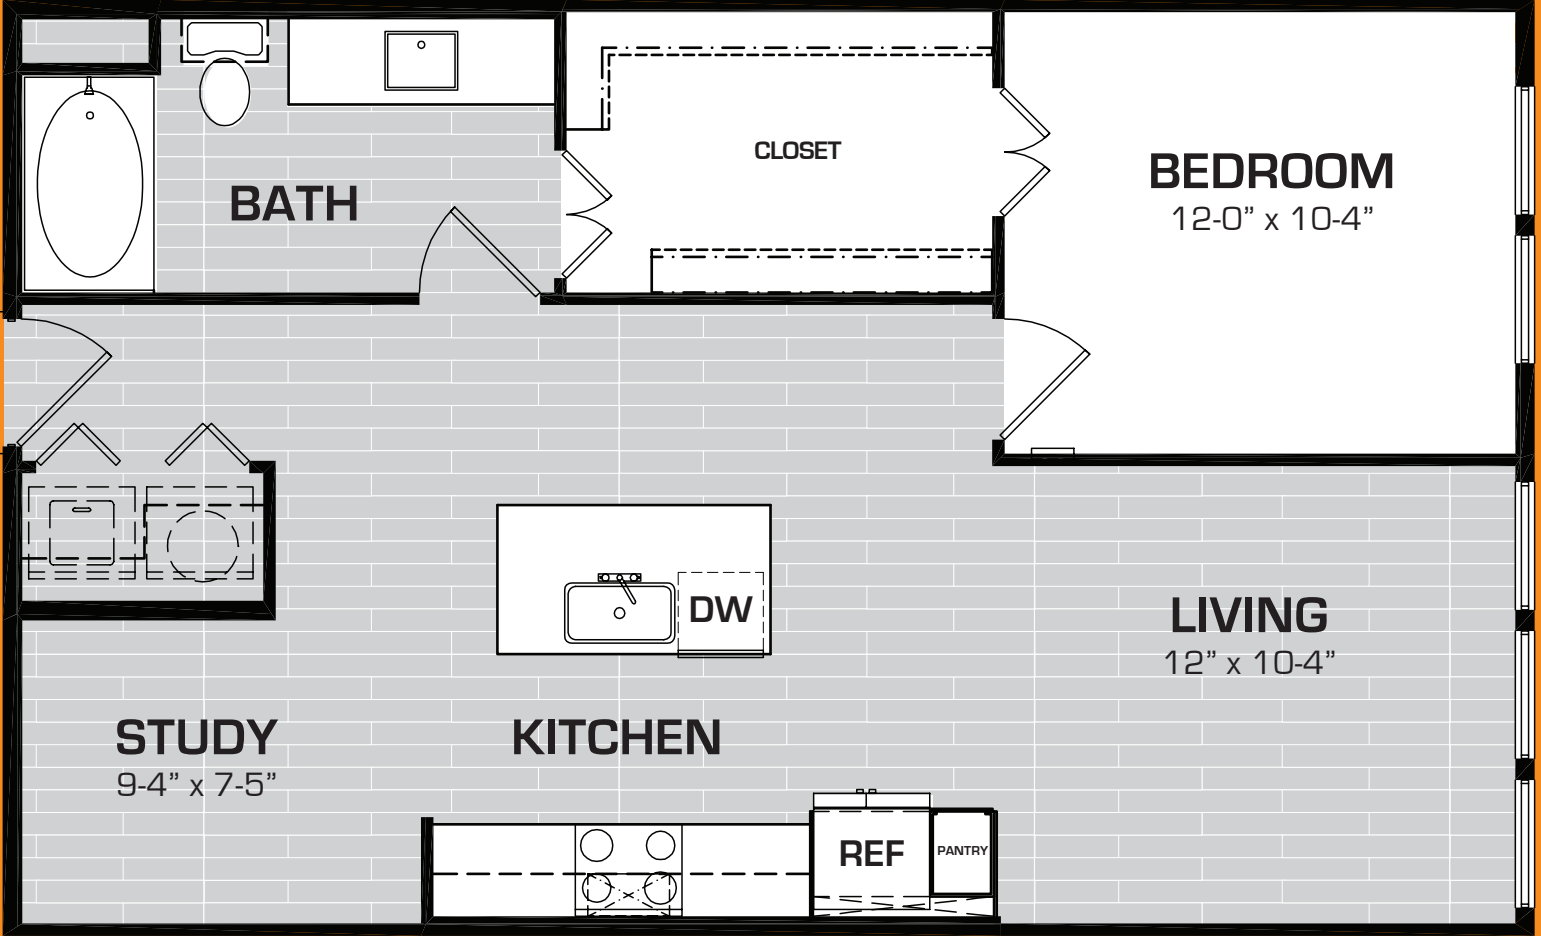 CLOSET
BEDROOM
12-0” x 10-4”
BATH
DW
LIVING
12” x 10-4”
STUDY
9-4” x 7-5”
KITCHEN
REF
PANTRY